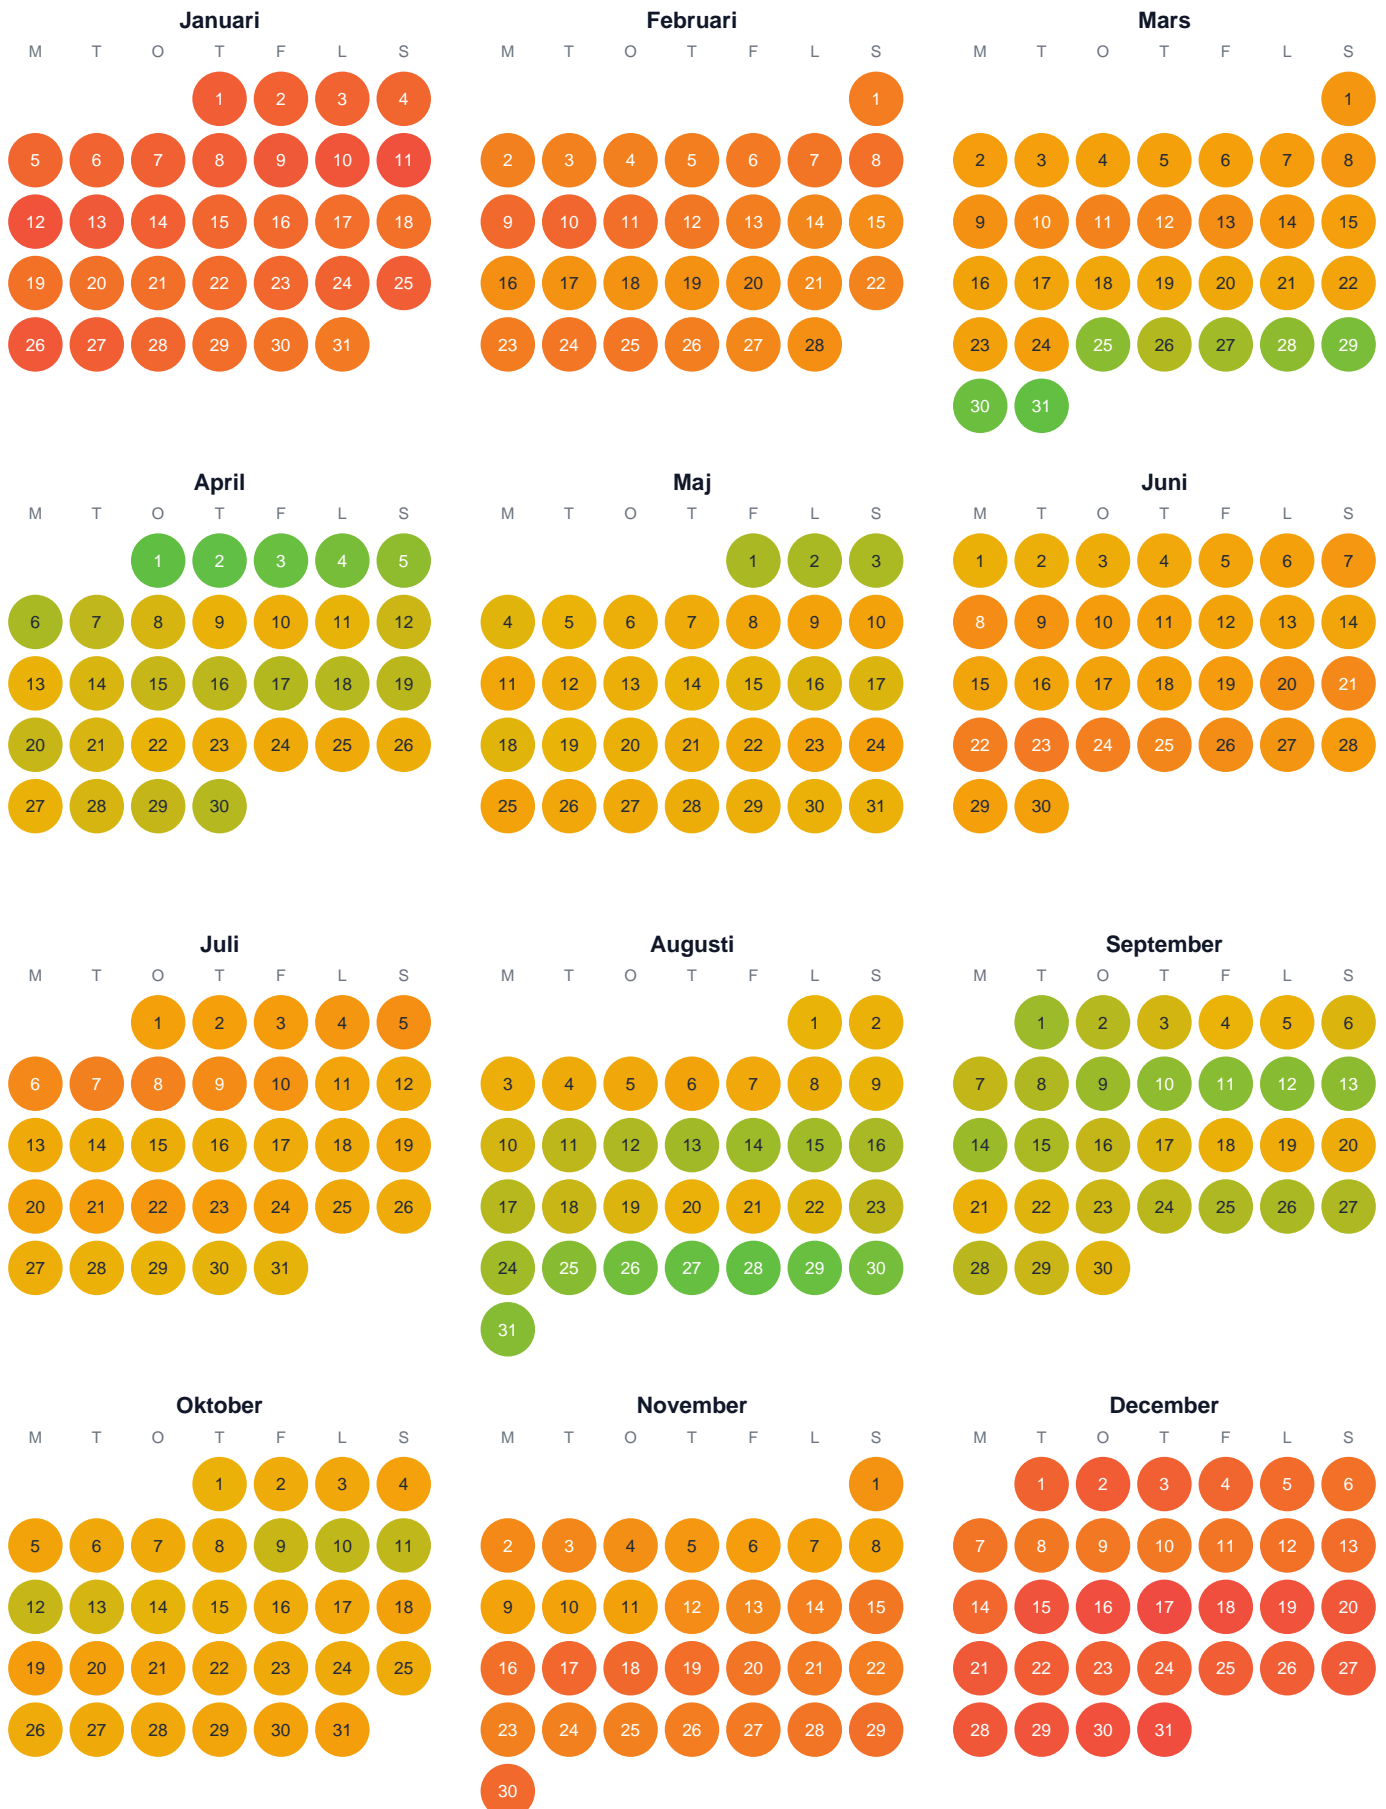 Januari
M T O T F L S
1 2 3 4
5 6 7 8 9 10 11
12 13 14 15 16 17 18
19 20 21 22 23 24 25
26 27 28 29 30 31
Februari
M T O T F L S
1
2 3 4 5 6 7 8
9 10 11 12 13 14 15
16 17 18 19 20 21 22
23 24 25 26 27 28
Mars
M T O T F L S
1
2 3 4 5 6 7 8
9 10 11 12 13 14 15
16 17 18 19 20 21 22
23 24 25 26 27 28 29
30 31
April
M T O T F L S
1 2 3 4 5
6 7 8 9 10 11 12
13 14 15 16 17 18 19
20 21 22 23 24 25 26
27 28 29 30
Maj
M T O T F L S
1 2 3
4 5 6 7 8 9 10
11 12 13 14 15 16 17
18 19 20 21 22 23 24
25 26 27 28 29 30 31
Juni
M T O T F L S
1 2 3 4 5 6 7
8 9 10 11 12 13 14
15 16 17 18 19 20 21
22 23 24 25 26 27 28
29 30
Juli
M T O T F L S
1 2 3 4 5
6 7 8 9 10 11 12
13 14 15 16 17 18 19
20 21 22 23 24 25 26
27 28 29 30 31
Augusti
M T O T F L S
1 2
3 4 5 6 7 8 9
10 11 12 13 14 15 16
17 18 19 20 21 22 23
24 25 26 27 28 29 30
31
September
M T O T F L S
1 2 3 4 5 6
7 8 9 10 11 12 13
14 15 16 17 18 19 20
21 22 23 24 25 26 27
28 29 30
Oktober
M T O T F L S
1 2 3 4
5 6 7 8 9 10 11
12 13 14 15 16 17 18
19 20 21 22 23 24 25
26 27 28 29 30 31
November
M T O T F L S
1
2 3 4 5 6 7 8
9 10 11 12 13 14 15
16 17 18 19 20 21 22
23 24 25 26 27 28 29
30
December
M T O T F L S
1 2 3 4 5 6
7 8 9 10 11 12 13
14 15 16 17 18 19 20
21 22 23 24 25 26 27
28 29 30 31